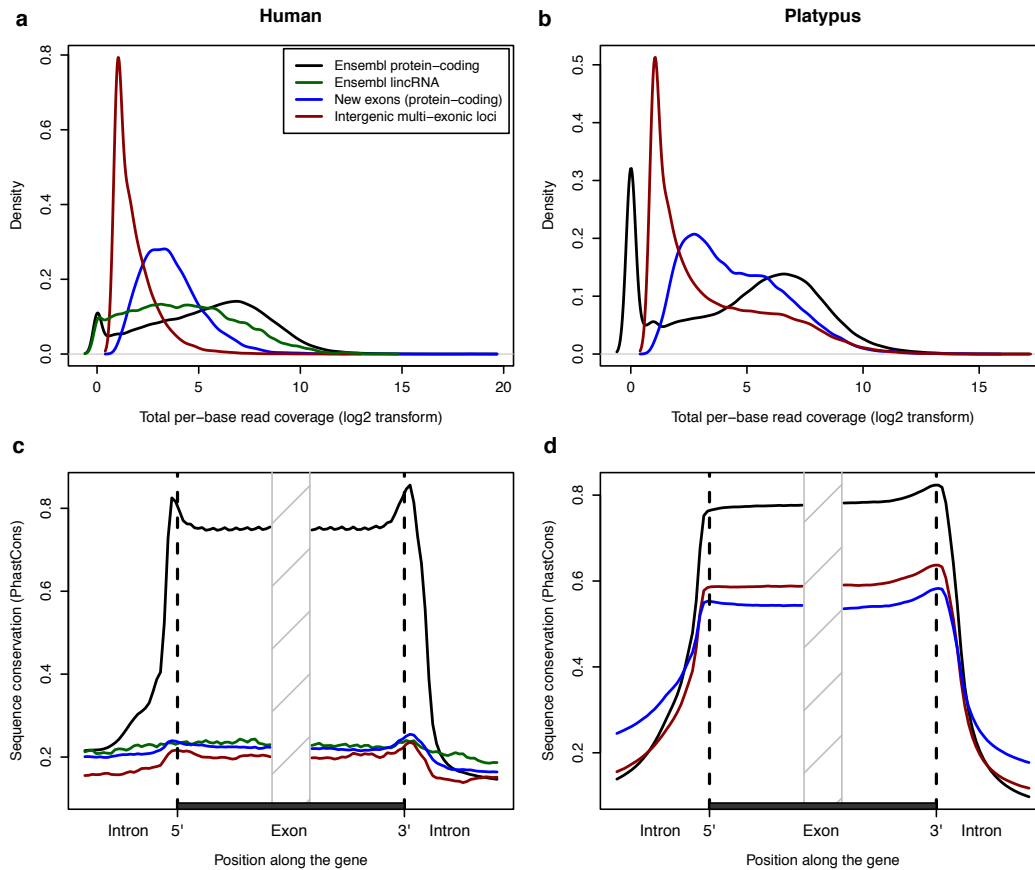 a
Human
b
Platypus
Ensembl protein−coding
Ensembl lincRNA
New exons (protein−coding)
Intergenic multi−exonic loci
Density
0.0
0.2
0.4
0.6
0.8
0
5
10
15
20
Total per−base read coverage (log2 transform)
Density
0.0
0.1
0.2
0.3
0.4
0.5
0
5
10
15
Total per−base read coverage (log2 transform)
c
d
Sequence conservation (PhastCons)
0.2
0.4
0.6
0.8
Intron 5' Exon 3' Intron
Position along the gene
Sequence conservation (PhastCons)
0.2
0.4
0.6
0.8
Intron 5' Exon 3' Intron
Position along the gene